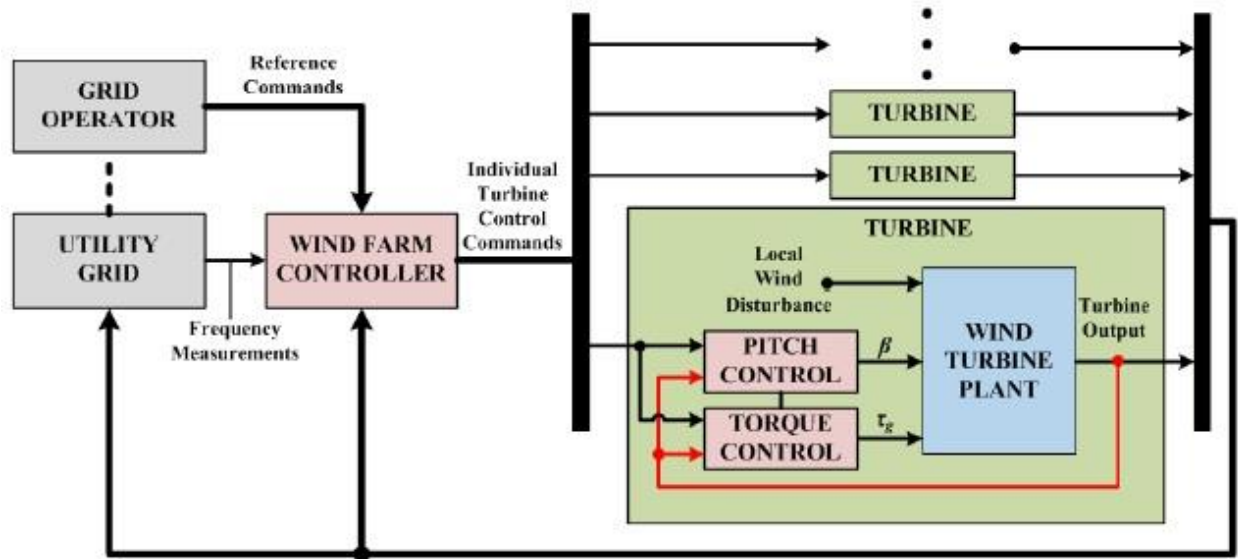 GRID
OPERATOR
Reference
Commands
UTILITY
GRID
Frequency
Measurements
WIND FARM
CONTROLLER
Individual
Turbine
Control
Commands
TURBINE
TURBINE
TURBINE
Local
Wind
Disturbance
PITCH
CONTROL
β
TORQUE
CONTROL
τg
WIND
TURBINE
PLANT
Turbine
Output